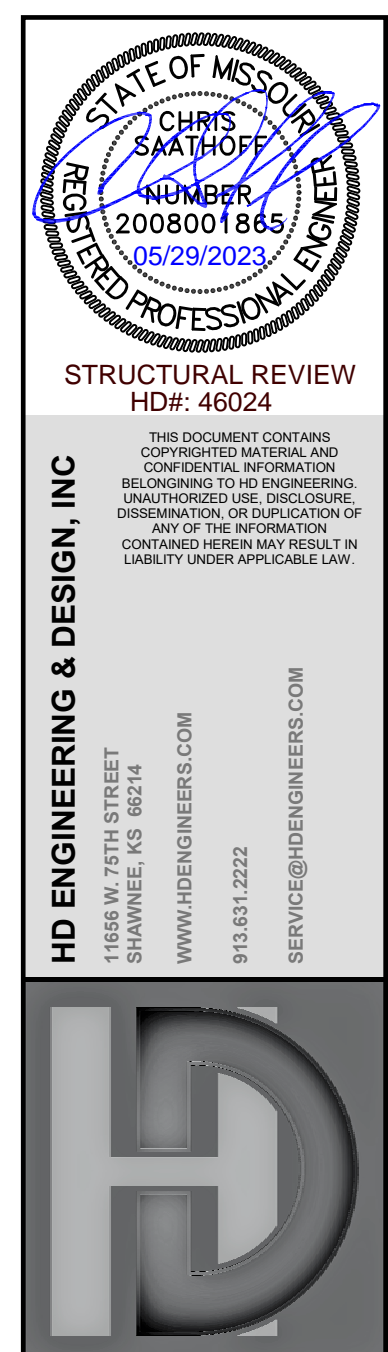 STATE OF MISSOURI
CHRIS
SAATHOFF
NUMBER
2008001865
05/29/2023
REGISTERED PROFESSIONAL ENGINEER
STRUCTURAL REVIEW
HD#: 46024
THIS DOCUMENT CONTAINS
COPYRIGHTED MATERIAL AND
CONFIDENTIAL INFORMATION
BELONGINING TO HD ENGINEERING.
UNAUTHORIZED USE, DISCLOSURE,
DISSEMINATION, OR DUPLICATION OF
ANY OF THE INFORMATION
CONTAINED HEREIN MAY RESULT IN
LIABILITY UNDER APPLICABLE LAW.
HD ENGINEERING & DESIGN, INC
11656 W. 75TH STREET
SHAWNEE, KS 66214
WWW.HDENGINEERS.COM
913.631.2222
SERVICE@HDENGINEERS.COM
HD